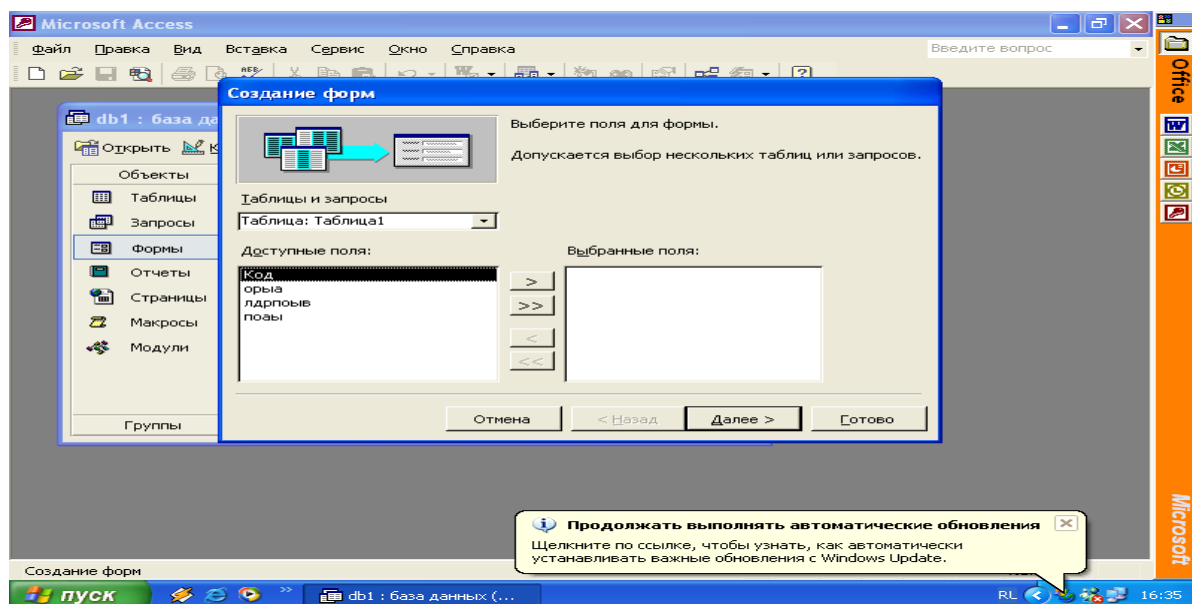 Microsoft Access
Файл Правка Вид Вставка Сервис Окно Справка
Введите вопрос
Создание форм
db1 : база да
Открыть К
Объекты
Таблицы
Запросы
Формы
Отчеты
Страницы
Макросы
Модули
Группы
Выберите поля для формы.
Допускается выбор нескольких таблиц или запросов.
Таблицы и запросы
Таблица: Таблица1
Доступные поля:
Выбранные поля:
Код
орыа
лдрпоыв
поаы
>
>>
<
<<
Отмена
< Назад
Далее >
Готово
Office
Microsoft
Продолжать выполнять автоматические обновления
Щелкните по ссылке, чтобы узнать, как автоматически
устанавливать важные обновления с Windows Update.
Создание форм
пуск
db1 : база данных (...
RL
16:35